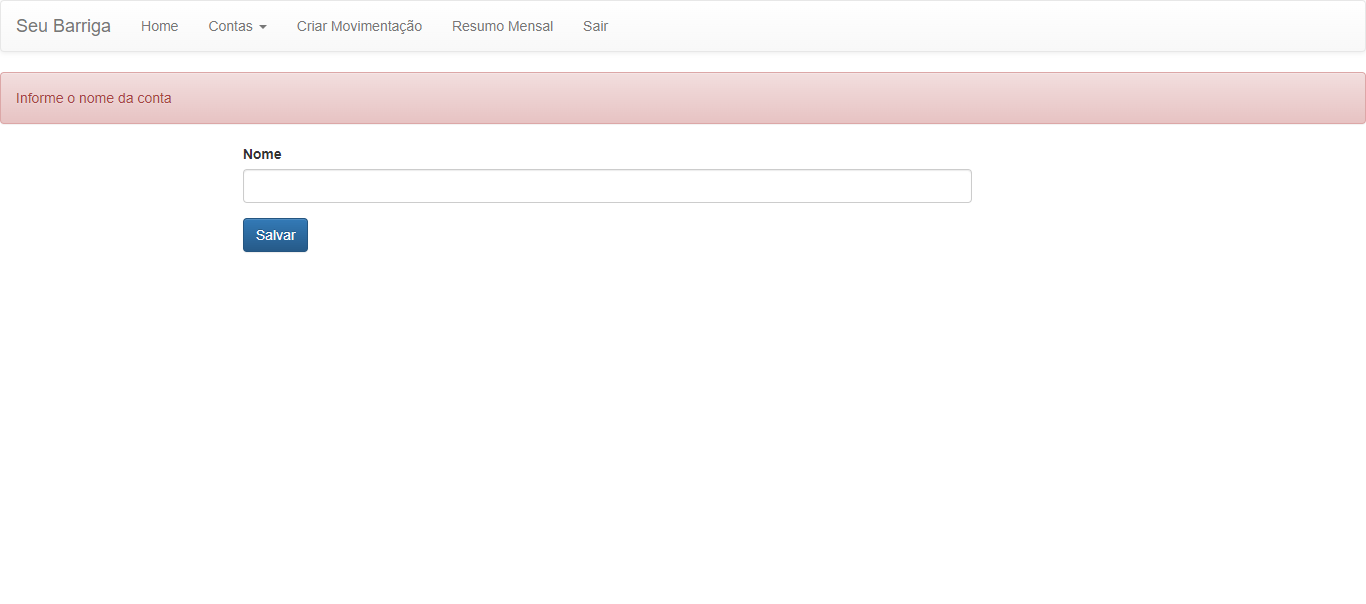 Seu Barriga Home Contas Criar Movimentação Resumo Mensal Sair
Informe o nome da conta
Nome
Salvar